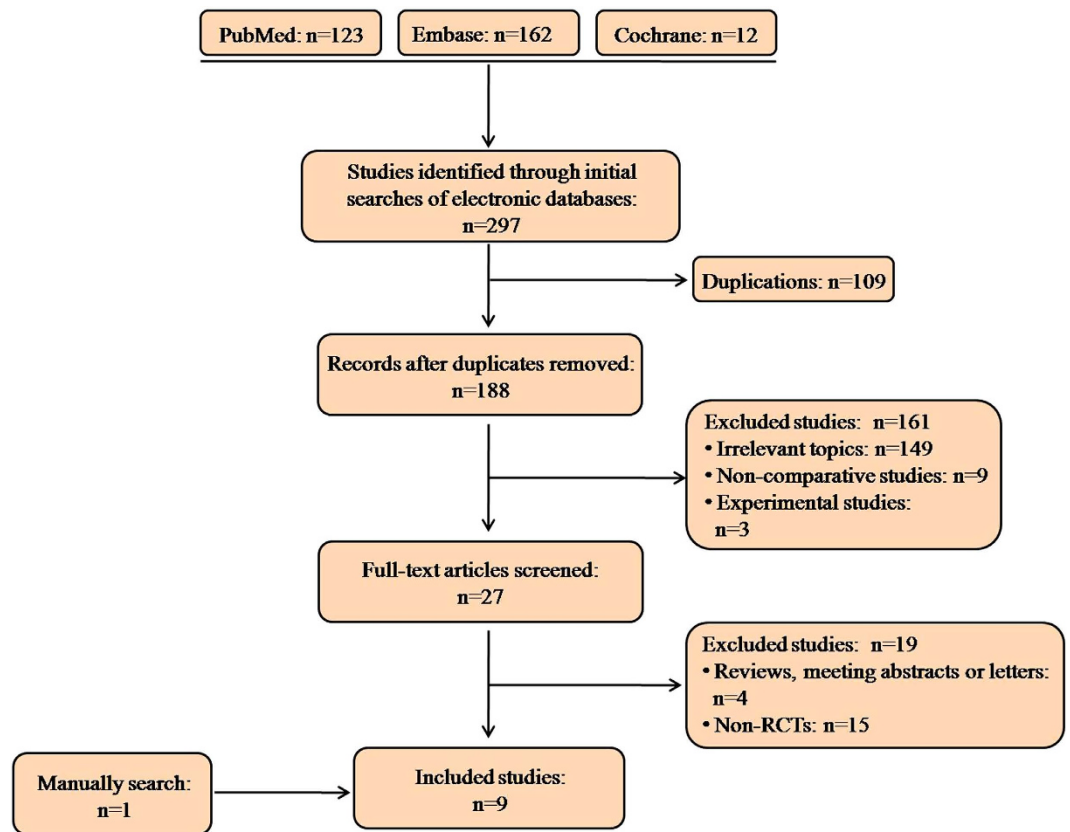 PubMed: n=123
Embase: n=162
Cochrane: n=12
Studies identified through initial
searches of electronic databases:
n=297
Duplications: n=109
Records after duplicates removed:
n=188
Excluded studies: n=161
• Irrelevant topics: n=149
• Non-comparative studies: n=9
• Experimental studies:
n=3
Full-text articles screened:
n=27
Excluded studies: n=19
• Reviews, meeting abstracts or letters:
n=4
• Non-RCTs: n=15
Manually search:
n=1
Included studies:
n=9